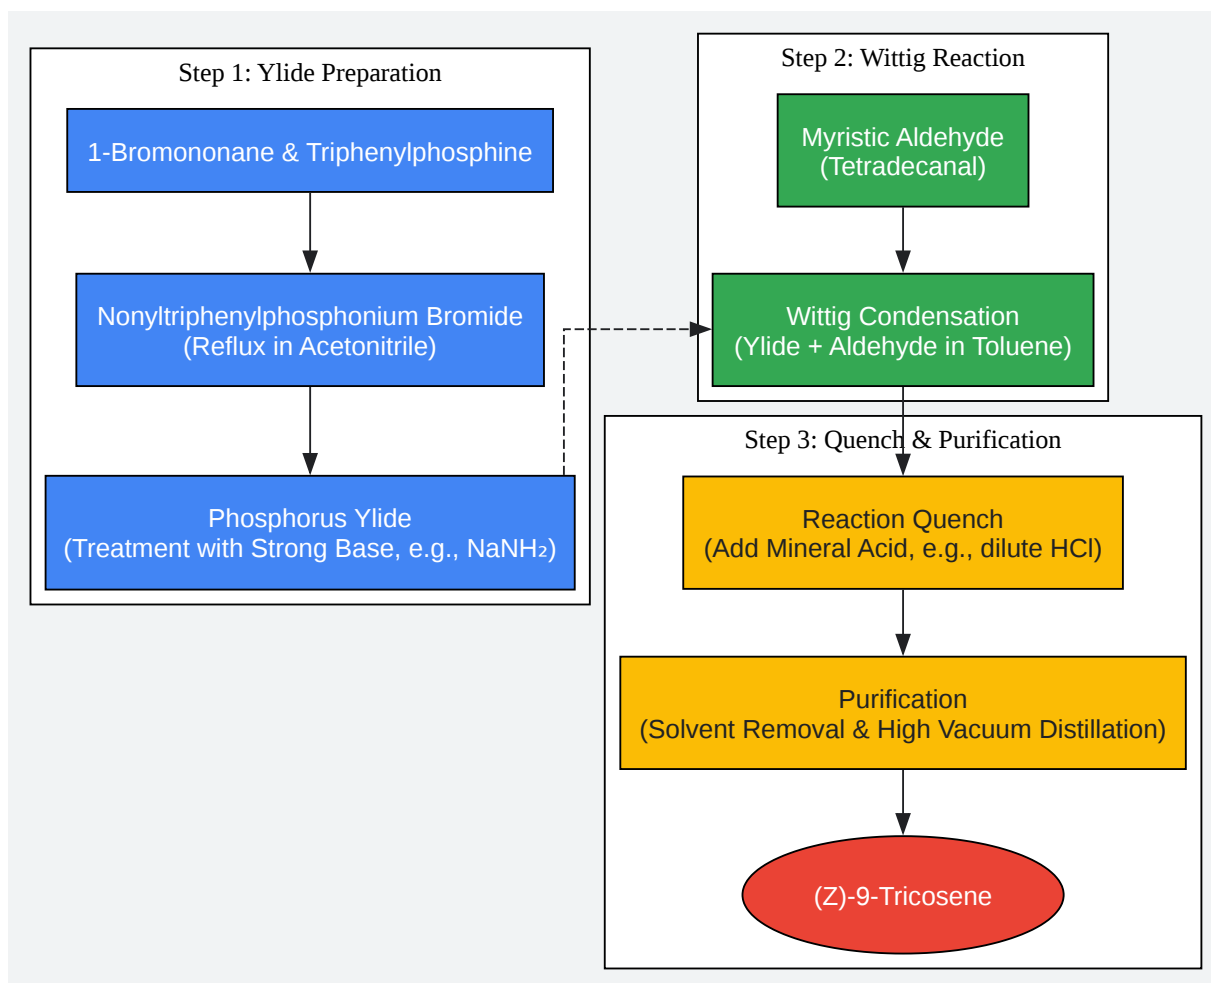 Step 1: Ylide Preparation
1-Bromononane & Triphenylphosphine
Nonyltriphenylphosphonium Bromide
(Reflux in Acetonitrile)
Phosphorus Ylide
(Treatment with Strong Base, e.g., NaNH₂)
Step 2: Wittig Reaction
Myristic Aldehyde
(Tetradecanal)
Wittig Condensation
(Ylide + Aldehyde in Toluene)
Step 3: Quench & Purification
Reaction Quench
(Add Mineral Acid, e.g., dilute HCl)
Purification
(Solvent Removal & High Vacuum Distillation)
(Z)-9-Tricosene